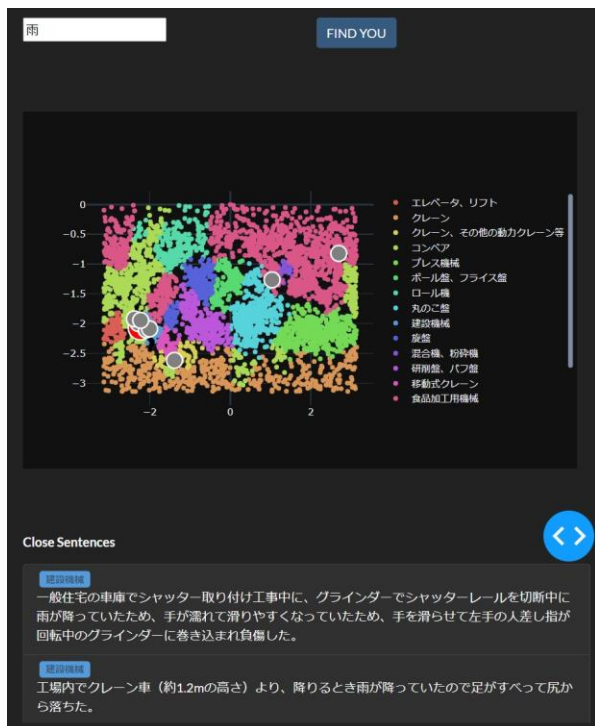 雨
FIND YOU
0
−0.5
−1
−1.5
−2
−2.5
−3
−2
0
2
エレベータ、リフト
クレーン
クレーン、その他の動力クレーン等
コンベア
プレス機械
ボール盤、フライス盤
ロール機
丸のこ盤
建設機械
旋盤
混合機、粉砕機
研削盤、バフ盤
移動式クレーン
食品加工用機械
Close Sentences
建設機械
一般住宅の車庫でシャッター取り付け工事中に、グラインダーでシャッターレールを切断中に
雨が降っていたため、手が濡れて滑りやすくなっていたため、手を滑らせて左手の人差し指が
回転中のグラインダーに巻き込まれ負傷した。
建設機械
工場内でクレーン車（約1.2mの高さ）より、降りるとき雨が降っていたので足がすべって尻か
ら落ちた。